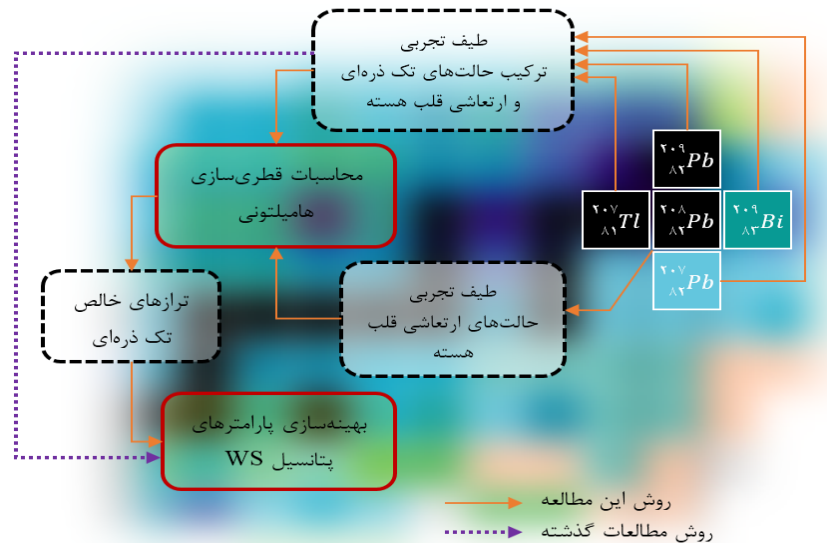 طیف تجربی
ترکیب حالت‌های تک ذره‌ای
و ارتعاشی قلب هسته
محاسبات قطری‌سازی
هامیلتونی
۲۰۹
۸۲Pb
۲۰۷
۸۱Tl
۲۰۸
۸۲Pb
۲۰۹
۸۳Bi
۲۰۷
۸۲Pb
ترازهای خالص
تک ذره‌ای
طیف تجربی
حالت‌های ارتعاشی قلب
هسته
بهینه‌سازی پارامترهای
پتانسیل WS
روش این مطالعه
روش مطالعات گذشته